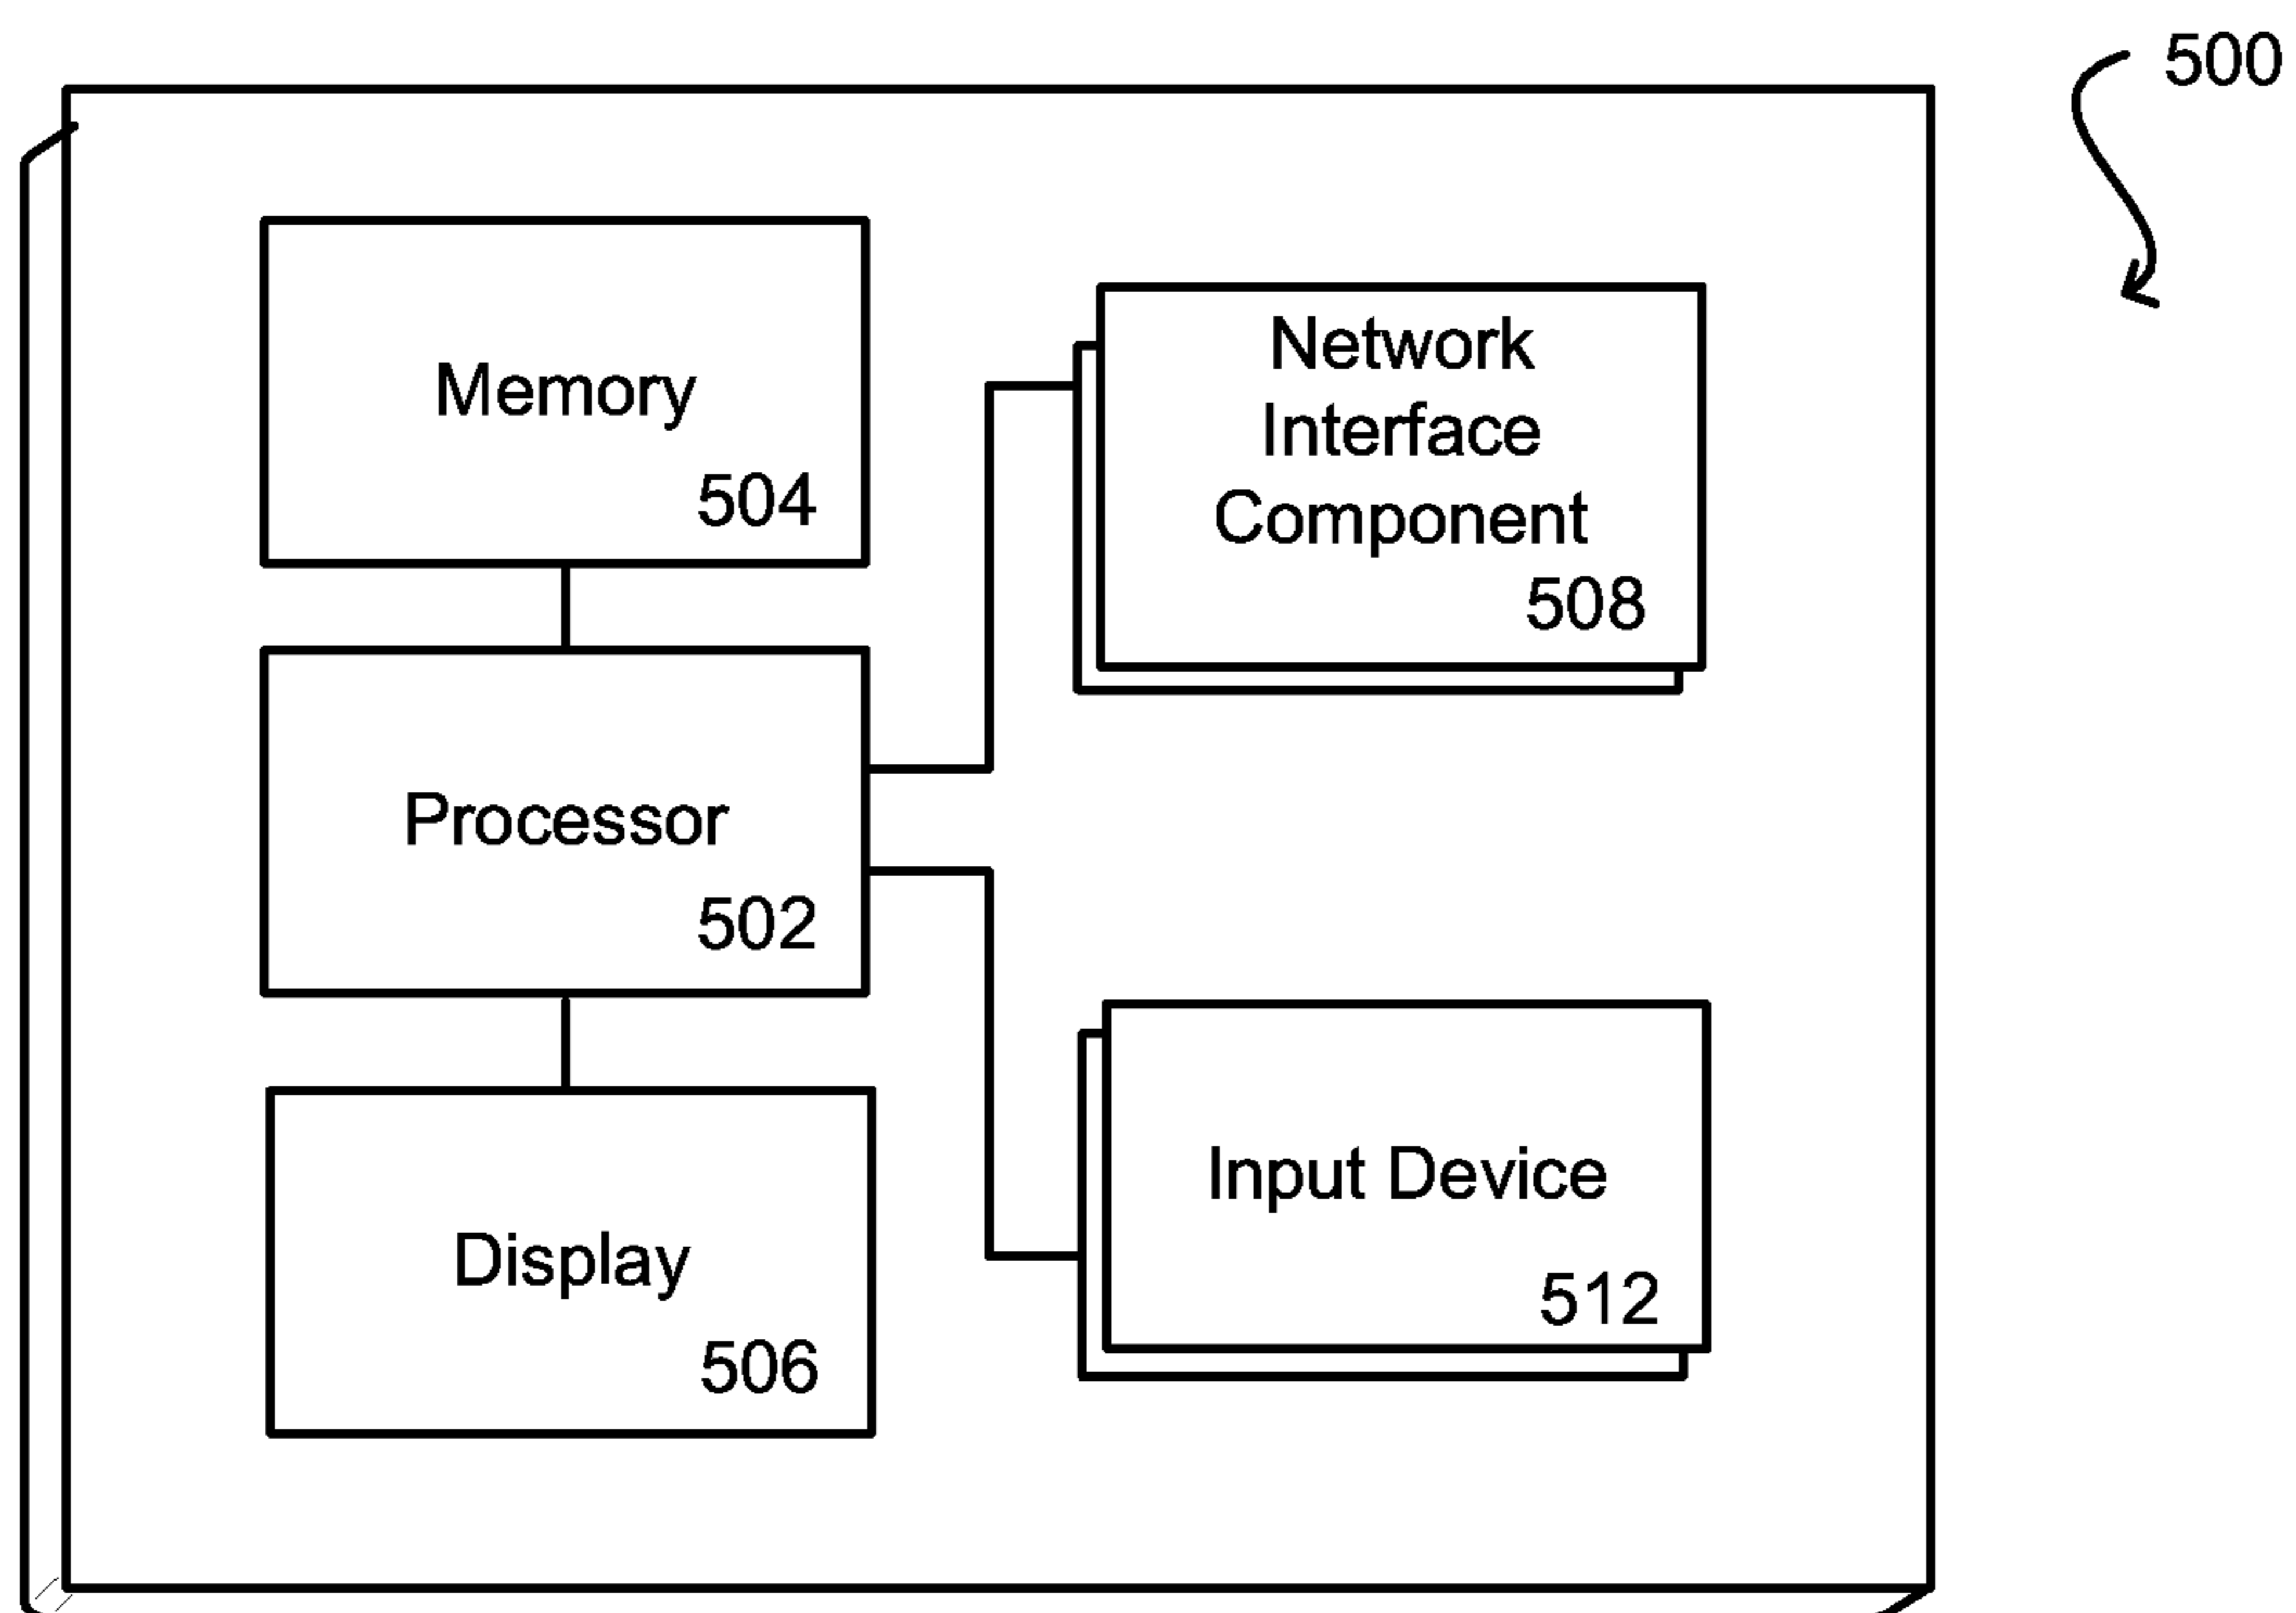 500
Memory
504
Network
Interface
Component
508
Processor
502
Input Device
512
Display
506